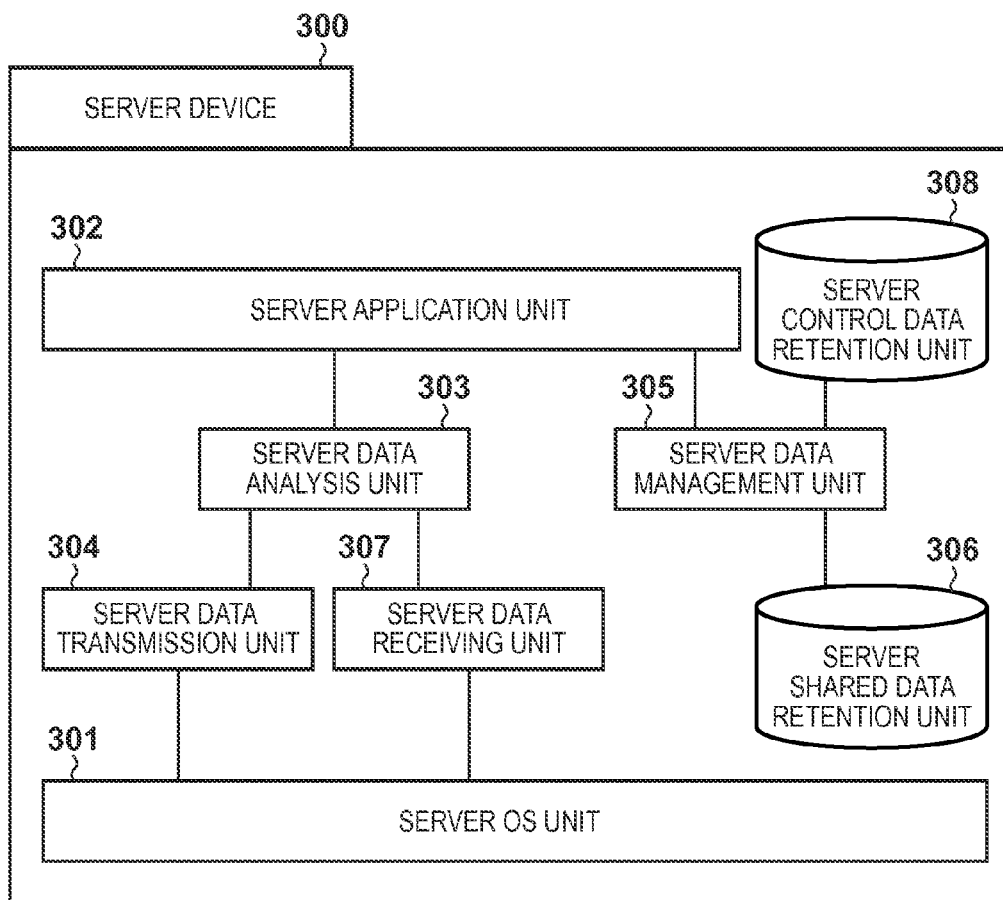 300
SERVER DEVICE
308
302
SERVER APPLICATION UNIT
SERVER
CONTROL DATA
RETENTION UNIT
303
305
SERVER DATA
ANALYSIS UNIT
SERVER DATA
MANAGEMENT UNIT
304
307
306
SERVER DATA
TRANSMISSION UNIT
SERVER DATA
RECEIVING UNIT
SERVER
SHARED DATA
RETENTION UNIT
301
SERVER OS UNIT